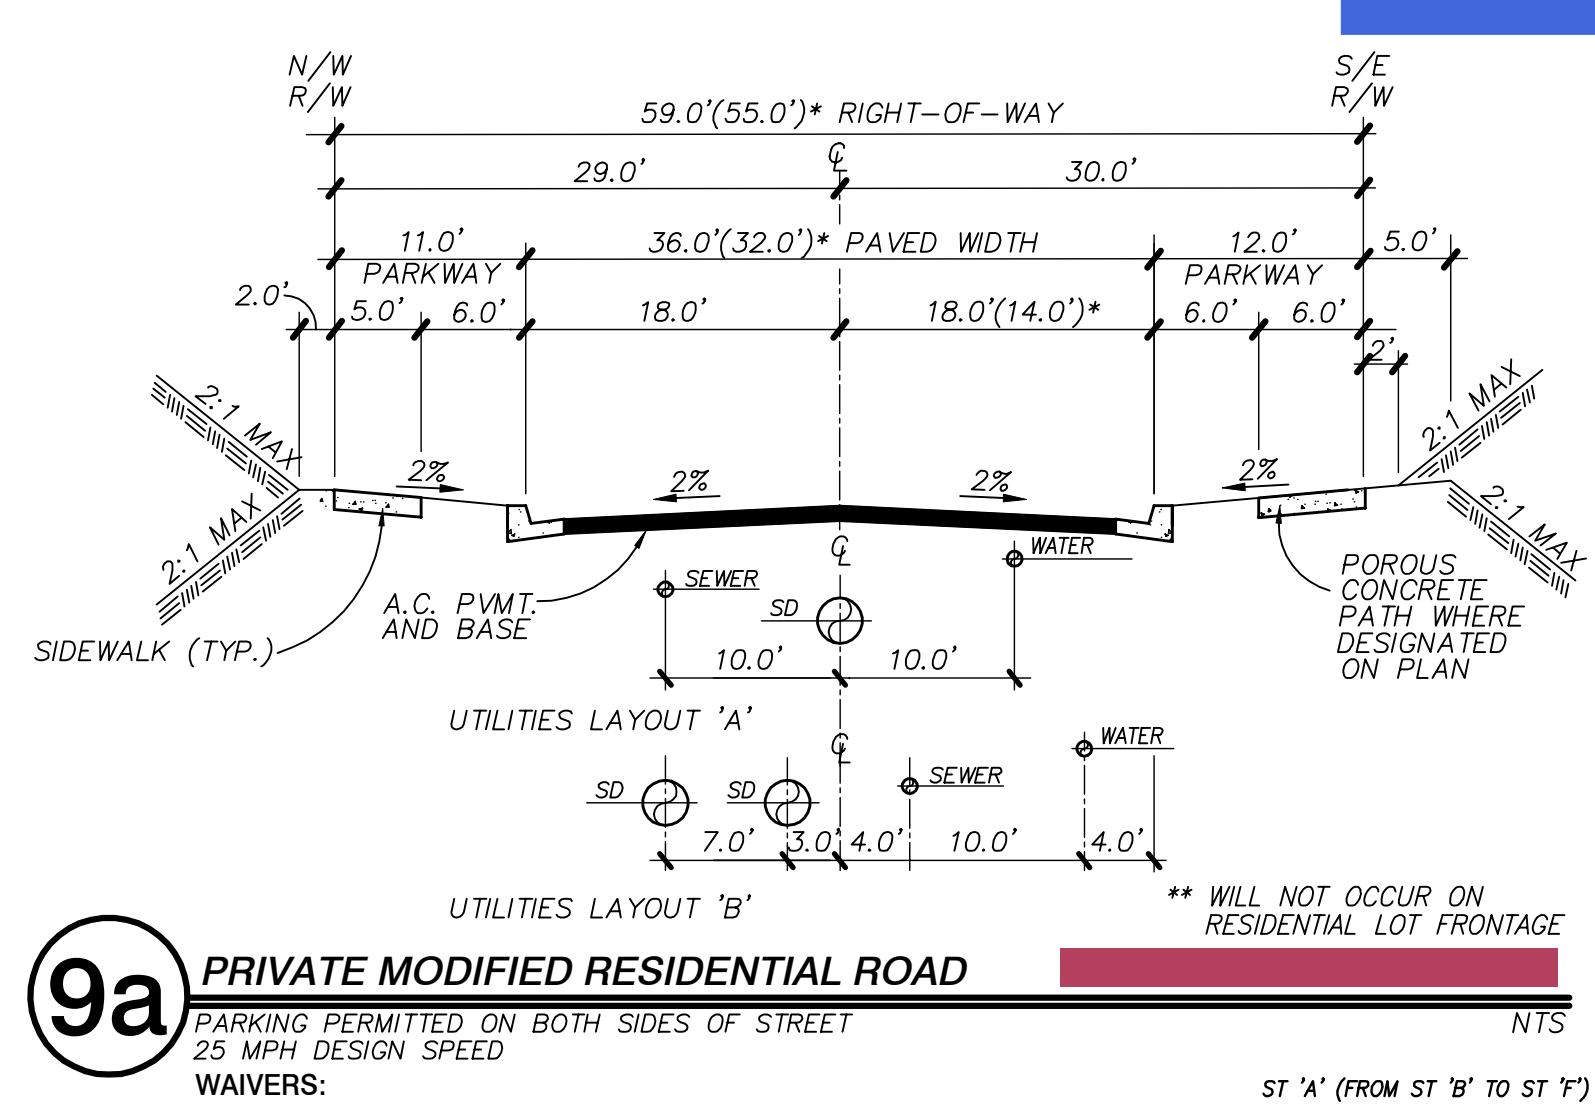 N/W
R/W
S/E
R/W
59.0'(55.0')* RIGHT-OF-WAY
℄
29.0'
30.0'
11.0'
PARKWAY
36.0'(32.0')* PAVED WIDTH
12.0'
PARKWAY
5.0'
2.0'
5.0'
6.0'
18.0'
18.0'(14.0')*
6.0'
6.0'
2'
2:1 MAX
2:1 MAX
2%
2%
2%
2%
2:1 MAX
2:1 MAX
℄
WATER
SEWER
SD
10.0'
10.0'
A.C. PVMT.
AND BASE
SIDEWALK (TYP.)
POROUS
CONCRETE
PATH WHERE
DESIGNATED
ON PLAN
UTILITIES LAYOUT 'A'
℄
WATER
SD
SD
SEWER
7.0'
3.0'
4.0'
10.0'
4.0'
UTILITIES LAYOUT 'B'
** WILL NOT OCCUR ON
RESIDENTIAL LOT FRONTAGE
9a
PRIVATE MODIFIED RESIDENTIAL ROAD
PARKING PERMITTED ON BOTH SIDES OF STREET
NTS
25 MPH DESIGN SPEED
WAIVERS:
ST 'A' (FROM ST 'B' TO ST 'F')